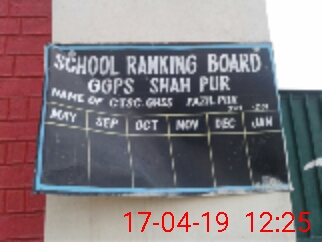 SCHOOL RANKING BOARD
GGPS SHAH PUR
NAME OF CTSC GHSS FAZIL PUR
MAY SEP OCT NOV DEC JAN
17-04-19 12:25